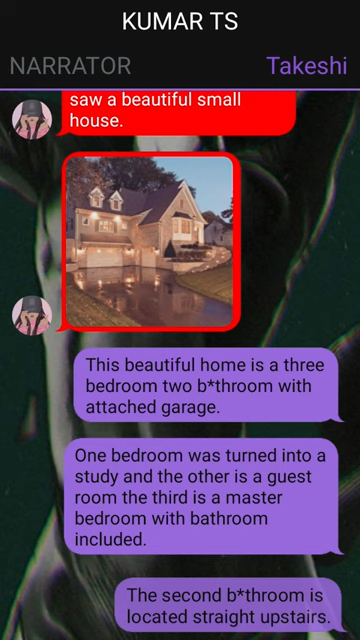 KUMAR TS
NARRATOR
Takeshi
saw a beautiful small
house.
This beautiful home is a three
bedroom two b*throom with
attached garage.
One bedroom was turned into a
study and the other is a guest
room the third is a master
bedroom with bathroom
included.
The second b*throom is
located straight upstairs.